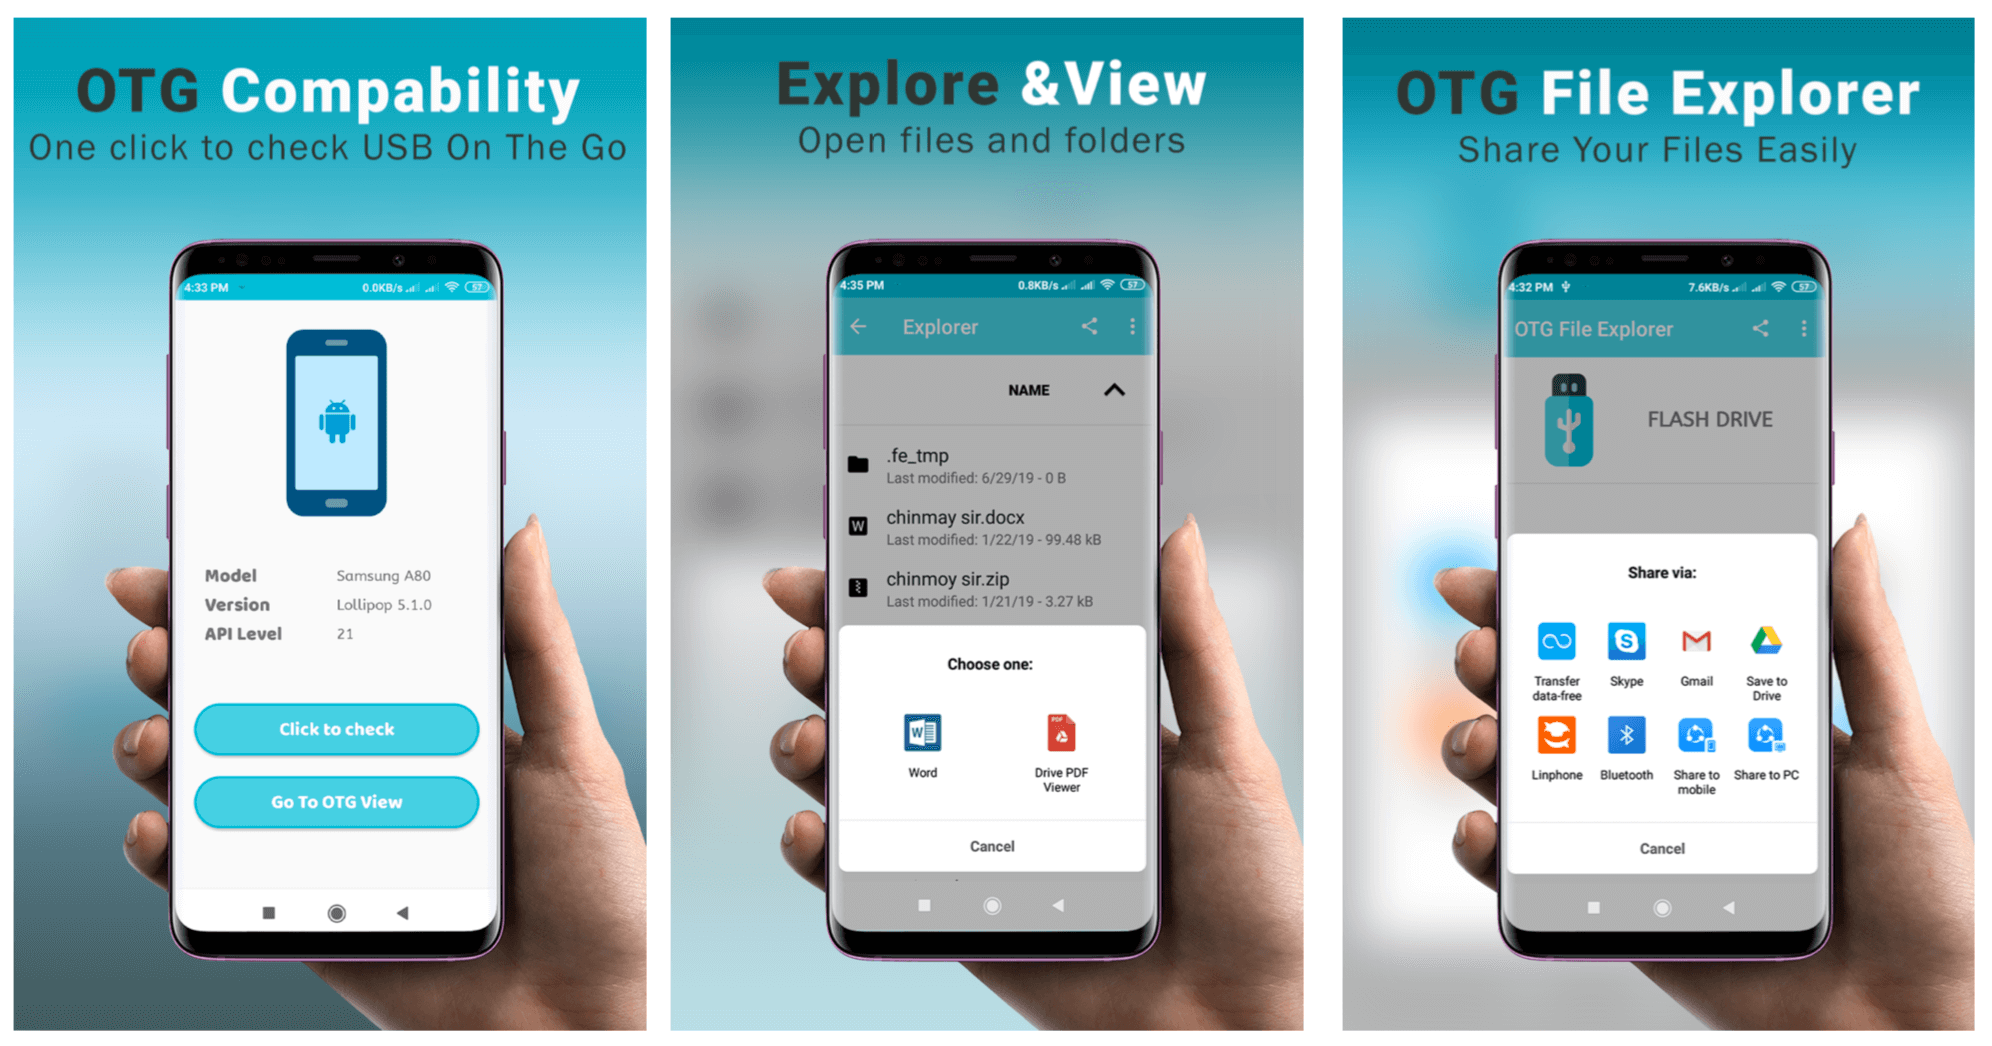 OTG Compability
One click to check USB On The Go
4:33 PM 0.0KB/s 57
Model Samsung A80
Version Lollipop 5.1.0
API Level 21
Click to check
Go To OTG View
Explore &View
Open files and folders
4:35 PM 0.8KB/s 57
Explorer
NAME
.fe_tmp
Last modified: 6/29/19 - 0 B
W chinmay sir.docx
Last modified: 1/22/19 - 99.48 kB
chinmoy sir.zip
Last modified: 1/21/19 - 3.27 kB
Choose one:
W PDF
Word Drive PDF
Viewer
Cancel
OTG File Explorer
Share Your Files Easily
4:32 PM 7.6KB/s 57
OTG File Explorer
FLASH DRIVE
Share via:
S
Transfer Skype Gmail Save to
data-free Drive
Linphone Bluetooth Share to Share to PC
mobile
Cancel